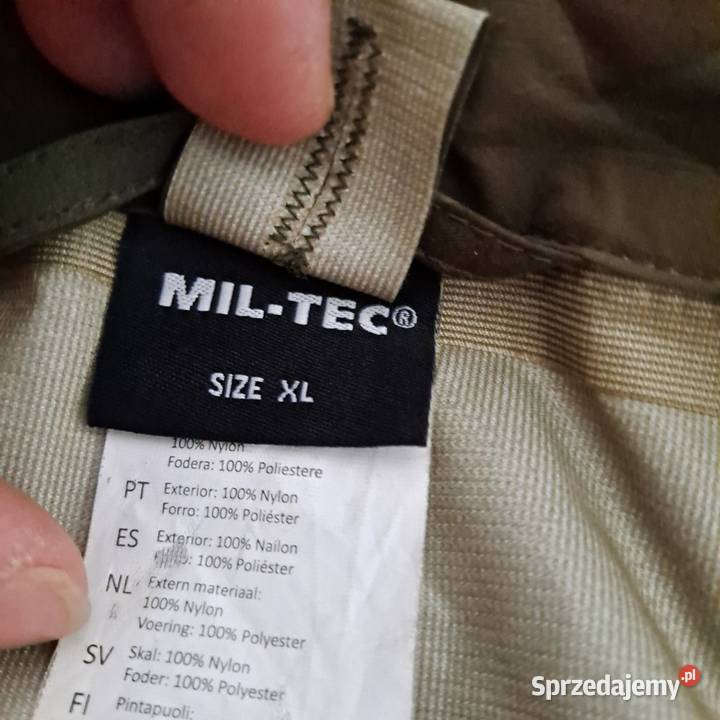 MIL-TEC®
SIZE XL
100% Nylon
Fodera: 100% Poliestere
PT Exterior: 100% Nylon
Forro: 100% Poliéster
ES Exterior: 100% Nailon
100% Poliéster
NL Extern materiaal:
100% Nylon
Voering: 100% Polyester
SV Skal: 100% Nylon
Foder: 100% Polyester
FI Pintapuoli:
Sprzedajemy.pl